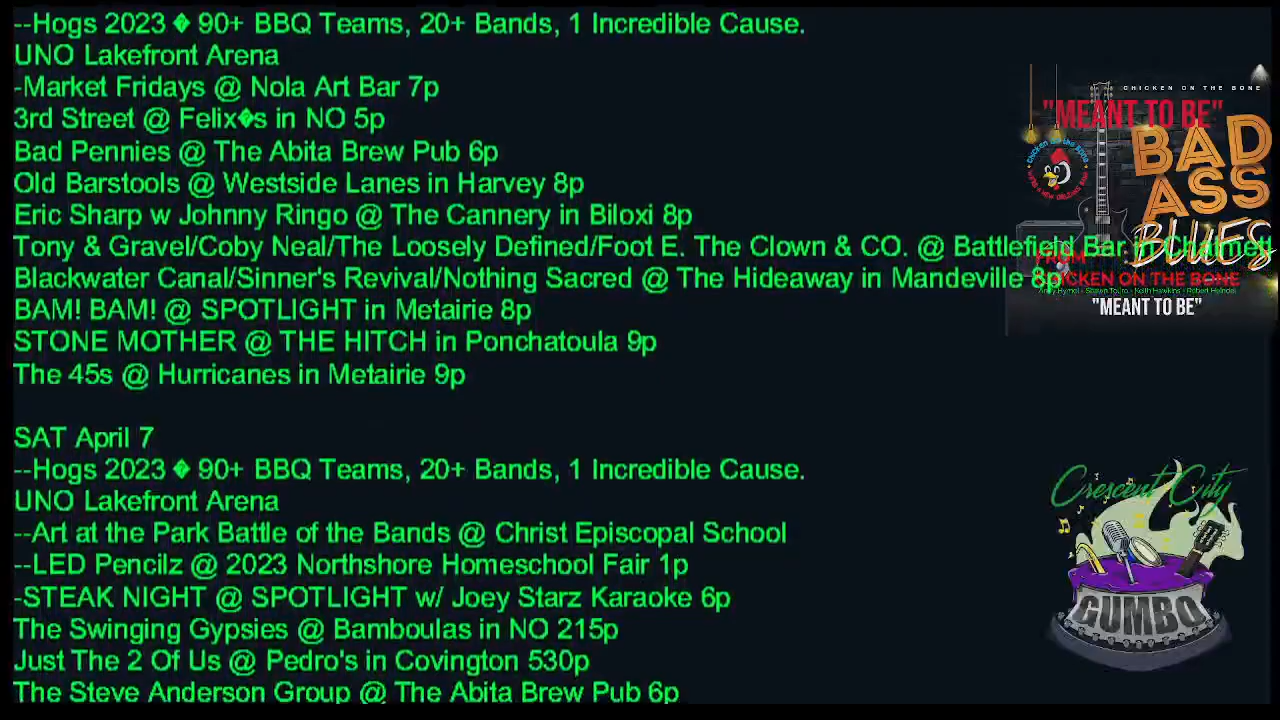 --Hogs 2023 � 90+ BBQ Teams, 20+ Bands, 1 Incredible Cause.
UNO Lakefront Arena
-Market Fridays @ Nola Art Bar 7p
3rd Street @ Felix�s in NO 5p
Bad Pennies @ The Abita Brew Pub 6p
Old Barstools @ Westside Lanes in Harvey 8p
Eric Sharp w Johnny Ringo @ The Cannery in Biloxi 8p
Tony & Gravel/Coby Neal/The Loosely Defined/Foot E. The Clown & CO. @ Battlefield Bar in
Blackwater Canal/Sinner's Revival/Nothing Sacred @ The Hideaway in Mandeville 8p
BAM! BAM! @ SPOTLIGHT in Metairie 8p
STONE MOTHER @ THE HITCH in Ponchatoula 9p
The 45s @ Hurricanes in Metairie 9p
SAT April 7
--Hogs 2023 � 90+ BBQ Teams, 20+ Bands, 1 Incredible Cause.
UNO Lakefront Arena
--Art at the Park Battle of the Bands @ Christ Episcopal School
--LED Pencilz @ 2023 Northshore Homeschool Fair 1p
-STEAK NIGHT @ SPOTLIGHT w/ Joey Starz Karaoke 6p
The Swinging Gypsies @ Bamboulas in NO 215p
Just The 2 Of Us @ Pedro's in Covington 530p
The Steve Anderson Group @ The Abita Brew Pub 6p
CHICKEN ON THE BONE
"MEANT TO BE"
BAD
ASS
BLUES
FROM
CHICKEN ON THE BONE
"MEANT TO BE"
Crescent City
GUMBO